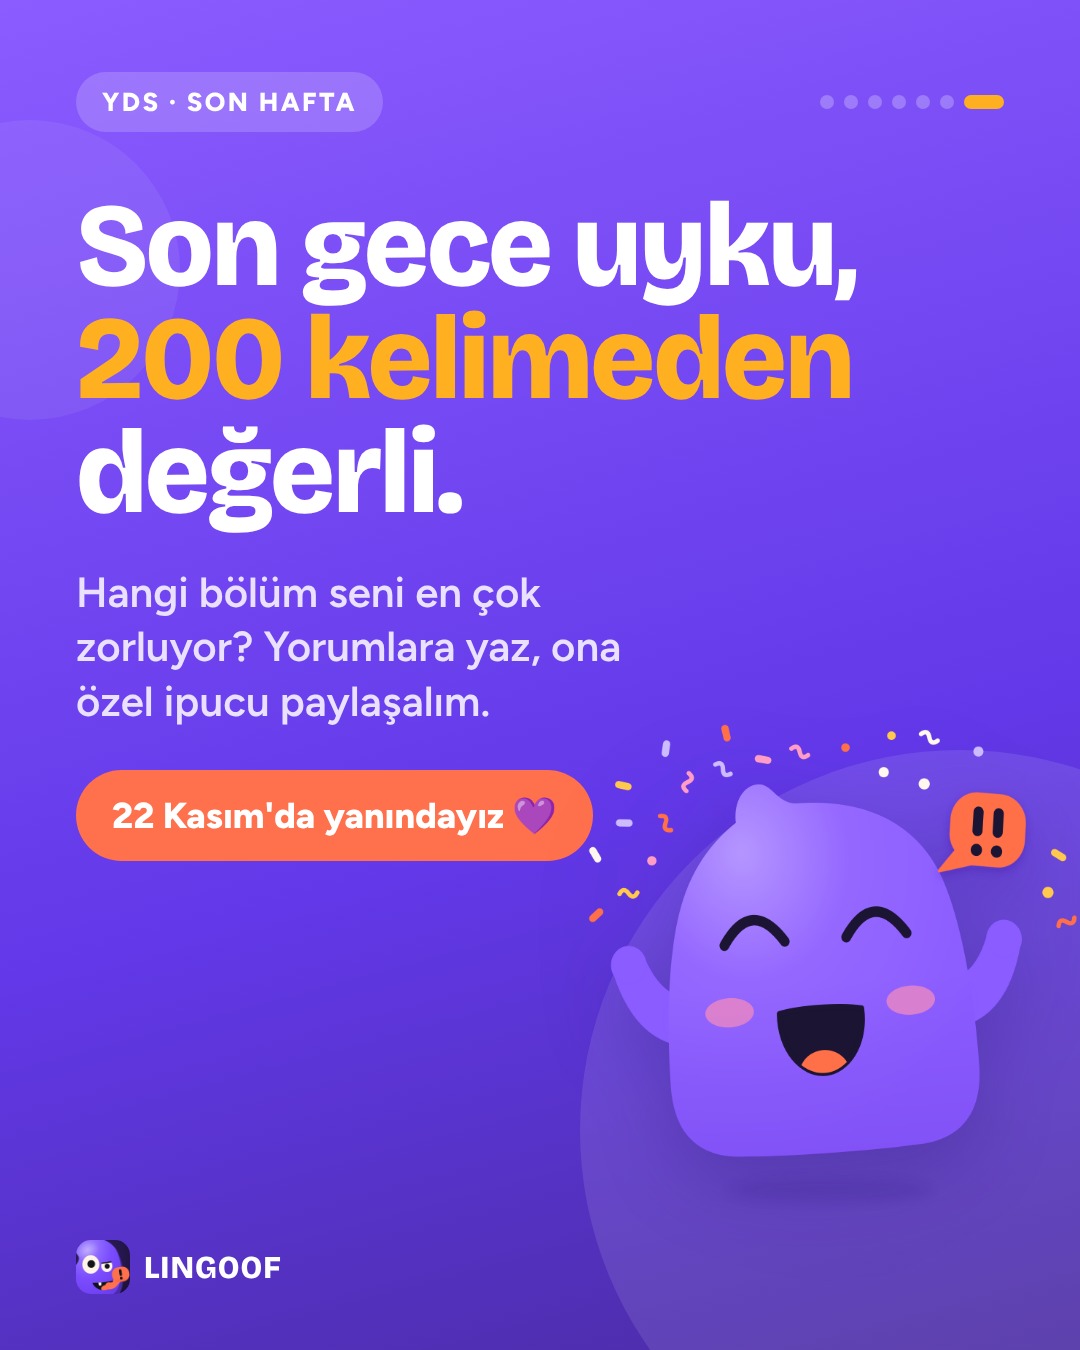 YDS · SON HAFTA
Son gece uyku,
200 kelimeden
değerli.
Hangi bölüm seni en çok
zorluyor? Yorumlara yaz, ona
özel ipucu paylaşalım.
22 Kasım'da yanındayız 💜
!!
LINGOOF